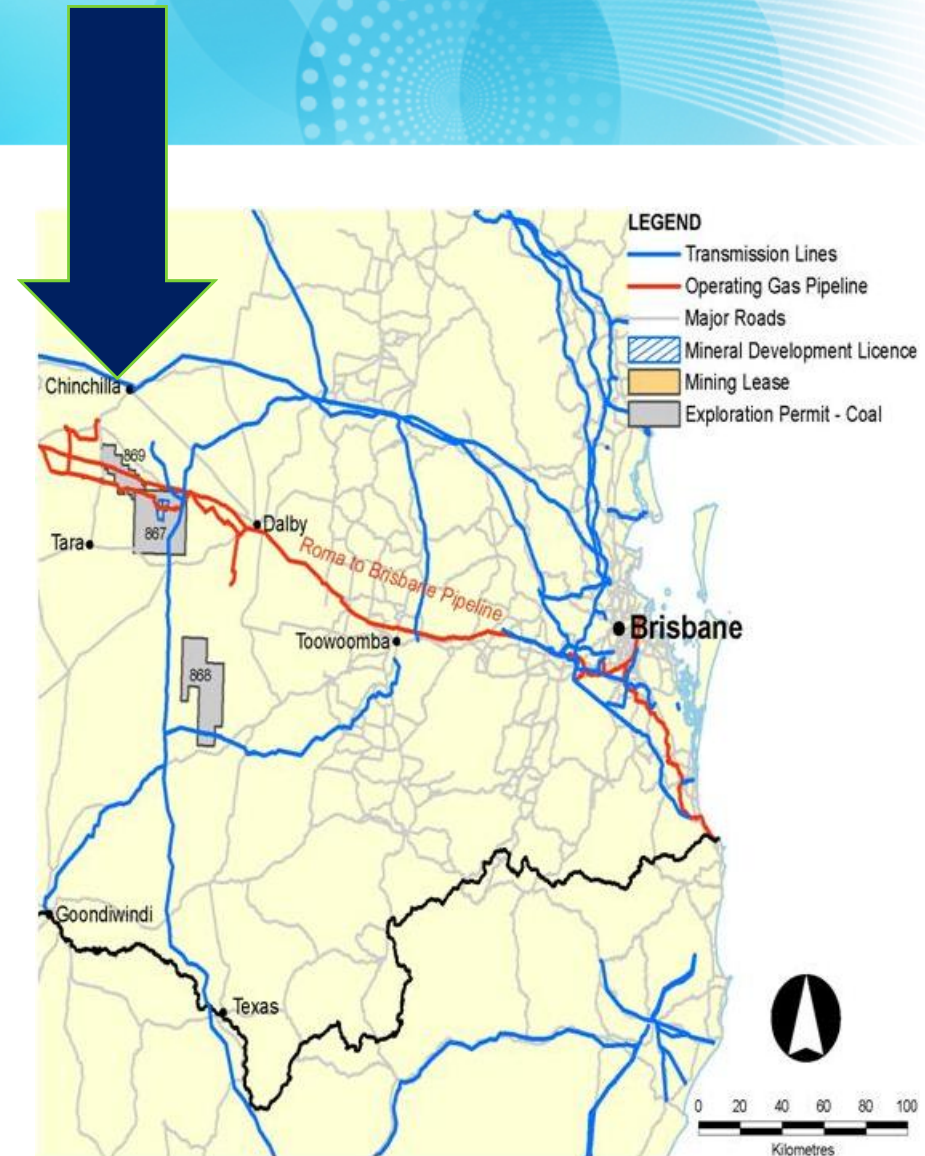 LEGEND
Transmission Lines
Operating Gas Pipeline
Major Roads
Mineral Development Licence
Mining Lease
Exploration Permit - Coal
Chinchilla
869
867
Tara
Dalby
Roma to Brisbane Pipeline
Brisbane
Toowoomba
868
Goondiwindi
Texas
0 20 40 60 80 100
Kilometres